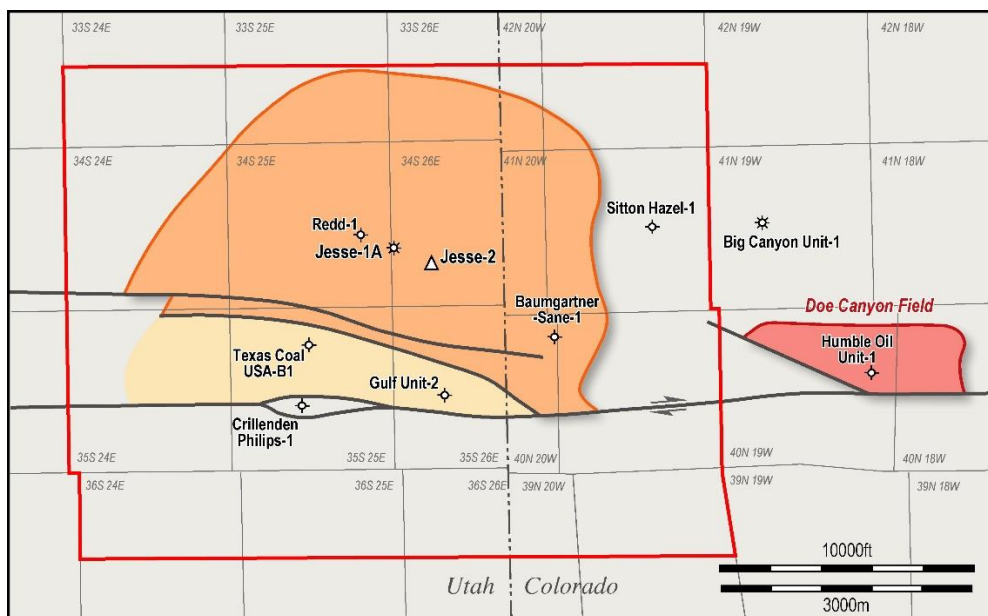 33S 24E
33S 25E
33S 26E
42N 20W
42N 19W
42N 18W
34S 24E
34S 25E
34S 26E
41N 20W
41N 19W
41N 18W
Redd-1
Jesse-1A
Jesse-2
Sitton Hazel-1
Big Canyon Unit-1
Baumgartner
-Sane-1
Doe Canyon Field
Humble Oil
Unit-1
Texas Coal
USA-B1
Gulf Unit-2
Crillenden
Philips-1
35S 24E
35S 25E
35S 26E
40N 20W
40N 19W
40N 18W
36S 24E
36S 25E
36S 26E
39N 20W
39N 19W
39N 18W
10000ft
3000m
Utah
Colorado